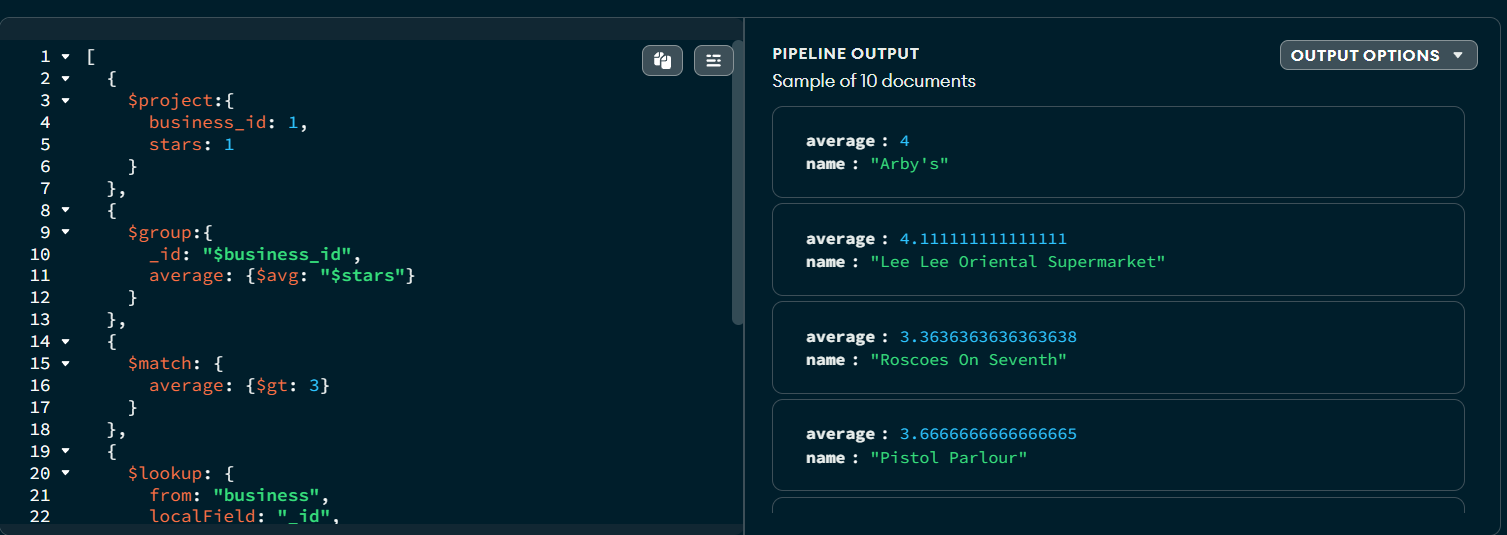 1 [
2 {
3 $project:{
4 business_id: 1,
5 stars: 1
6 }
7 },
8 {
9 $group:{
10 _id: "$business_id",
11 average: {$avg: "$stars"}
12 }
13 },
14 {
15 $match: {
16 average: {$gt: 3}
17 }
18 },
19 {
20 $lookup: {
21 from: "business",
22 localField: "_id",
PIPELINE OUTPUT
OUTPUT OPTIONS
Sample of 10 documents
average : 4
name : "Arby's"
average : 4.111111111111111
name : "Lee Lee Oriental Supermarket"
average : 3.3636363636363638
name : "Roscoes On Seventh"
average : 3.6666666666666665
name : "Pistol Parlour"